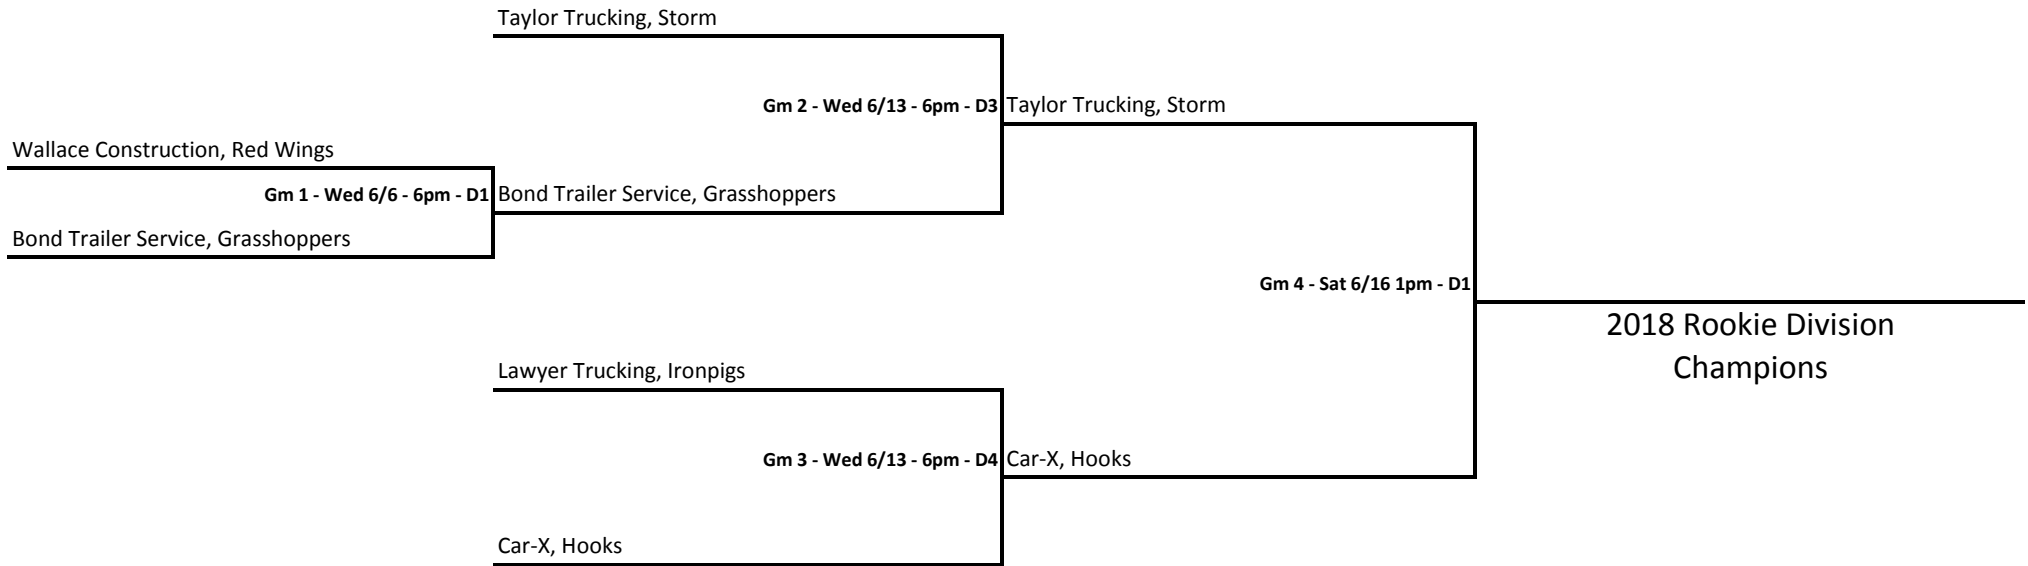 Taylor Trucking, Storm
Gm 2 - Wed 6/13 - 6pm - D3
Taylor Trucking, Storm
Wallace Construction, Red Wings
Gm 1 - Wed 6/6 - 6pm - D1
Bond Trailer Service, Grasshoppers
Bond Trailer Service, Grasshoppers
Gm 4 - Sat 6/16 1pm - D1
2018 Rookie Division
Champions
Lawyer Trucking, Ironpigs
Gm 3 - Wed 6/13 - 6pm - D4
Car-X, Hooks
Car-X, Hooks